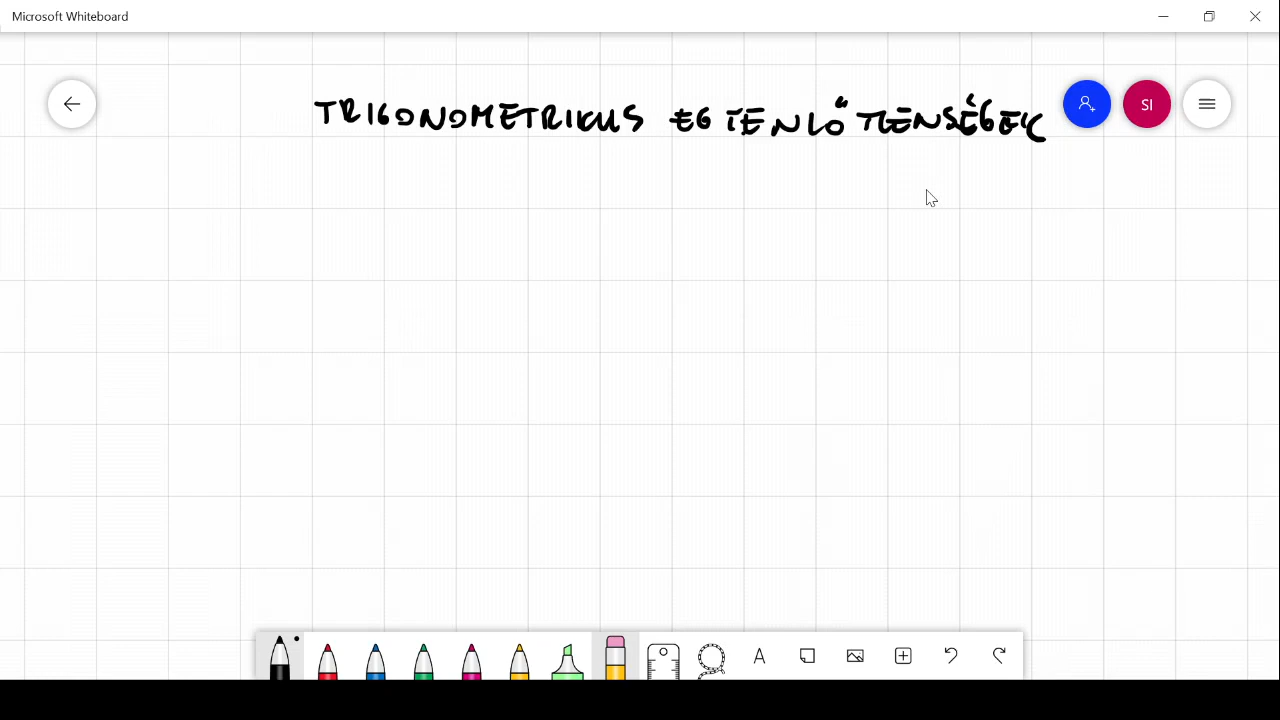 Microsoft Whiteboard
TRIGONOMETRIKUS EGYENLŐTLENSÉGEK
SI
A